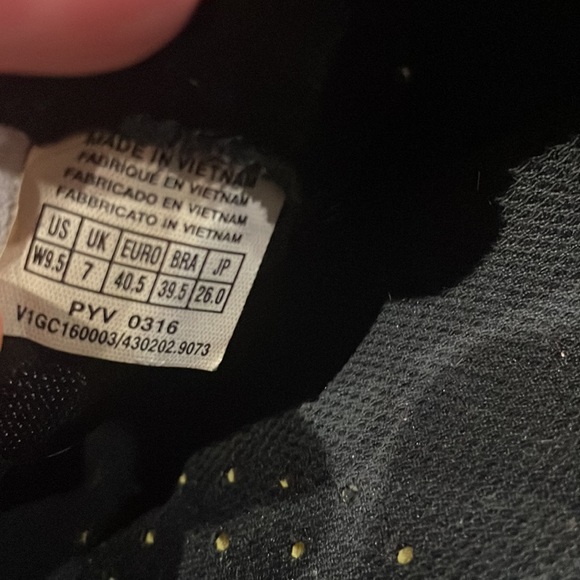 MADE IN VIETNAM
FABRIQUÉ EN VIETNAM
FABRICADO EN VIETNAM
FABBRICATO IN VIETNAM
US UK EURO BRA JP
W9.5 7 40.5 39.5 26.0
PYV 0316
V1GC160003/430202.9073